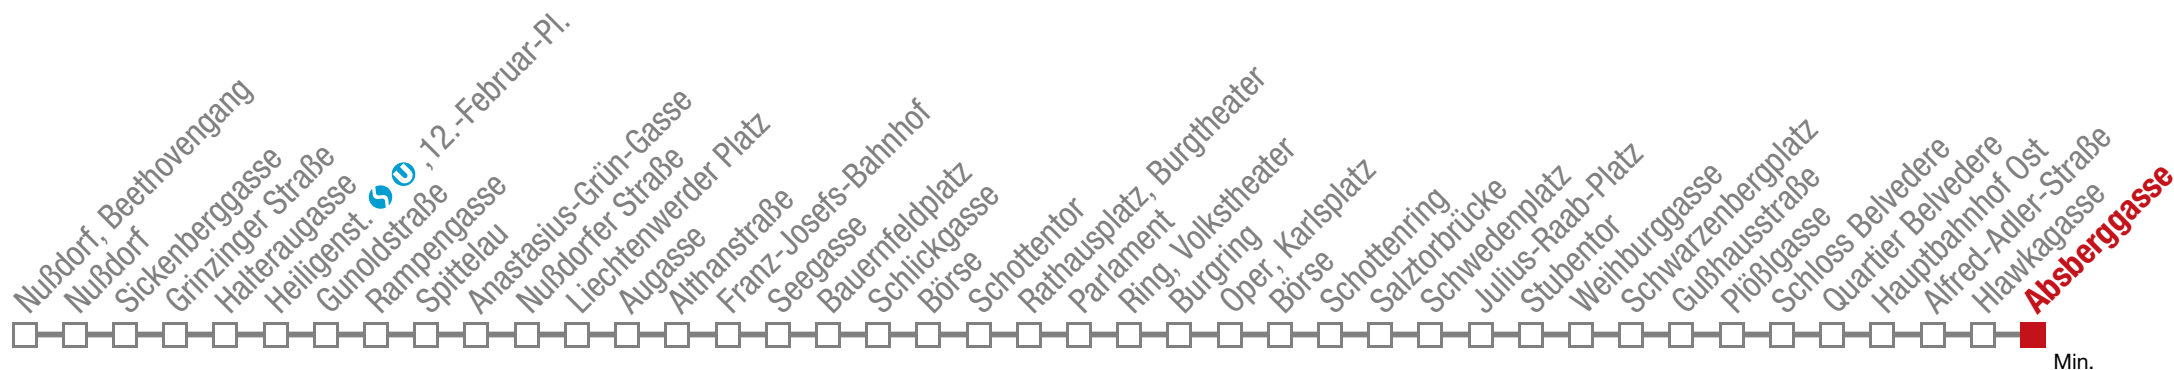 Nußdorf, Beethovengang
Nußdorf
Sickenberggasse
Grinzinger Straße
Halteraugasse
Heiligenst. S U ,12.-Februar-Pl.
Gunoldstraße
Rampengasse
Spittelau
Anastasius-Grün-Gasse
Nußdorfer Straße
Liechtenwerder Platz
Augasse
Althanstraße
Franz-Josefs-Bahnhof
Seegasse
Bauernfeldplatz
Schlickgasse
Börse
Schottentor
Rathausplatz, Burgtheater
Parlament
Ring, Volkstheater
Burgring
Oper, Karlsplatz
Börse
Schottenring
Salztorbrücke
Schwedenplatz
Julius-Raab-Platz
Stubentor
Weihburggasse
Schwarzenbergplatz
Gußhausstraße
Plößlgasse
Schloss Belvedere
Quartier Belvedere
Hauptbahnhof Ost
Alfred-Adler-Straße
Hlawkagasse
Absberggasse
Min.